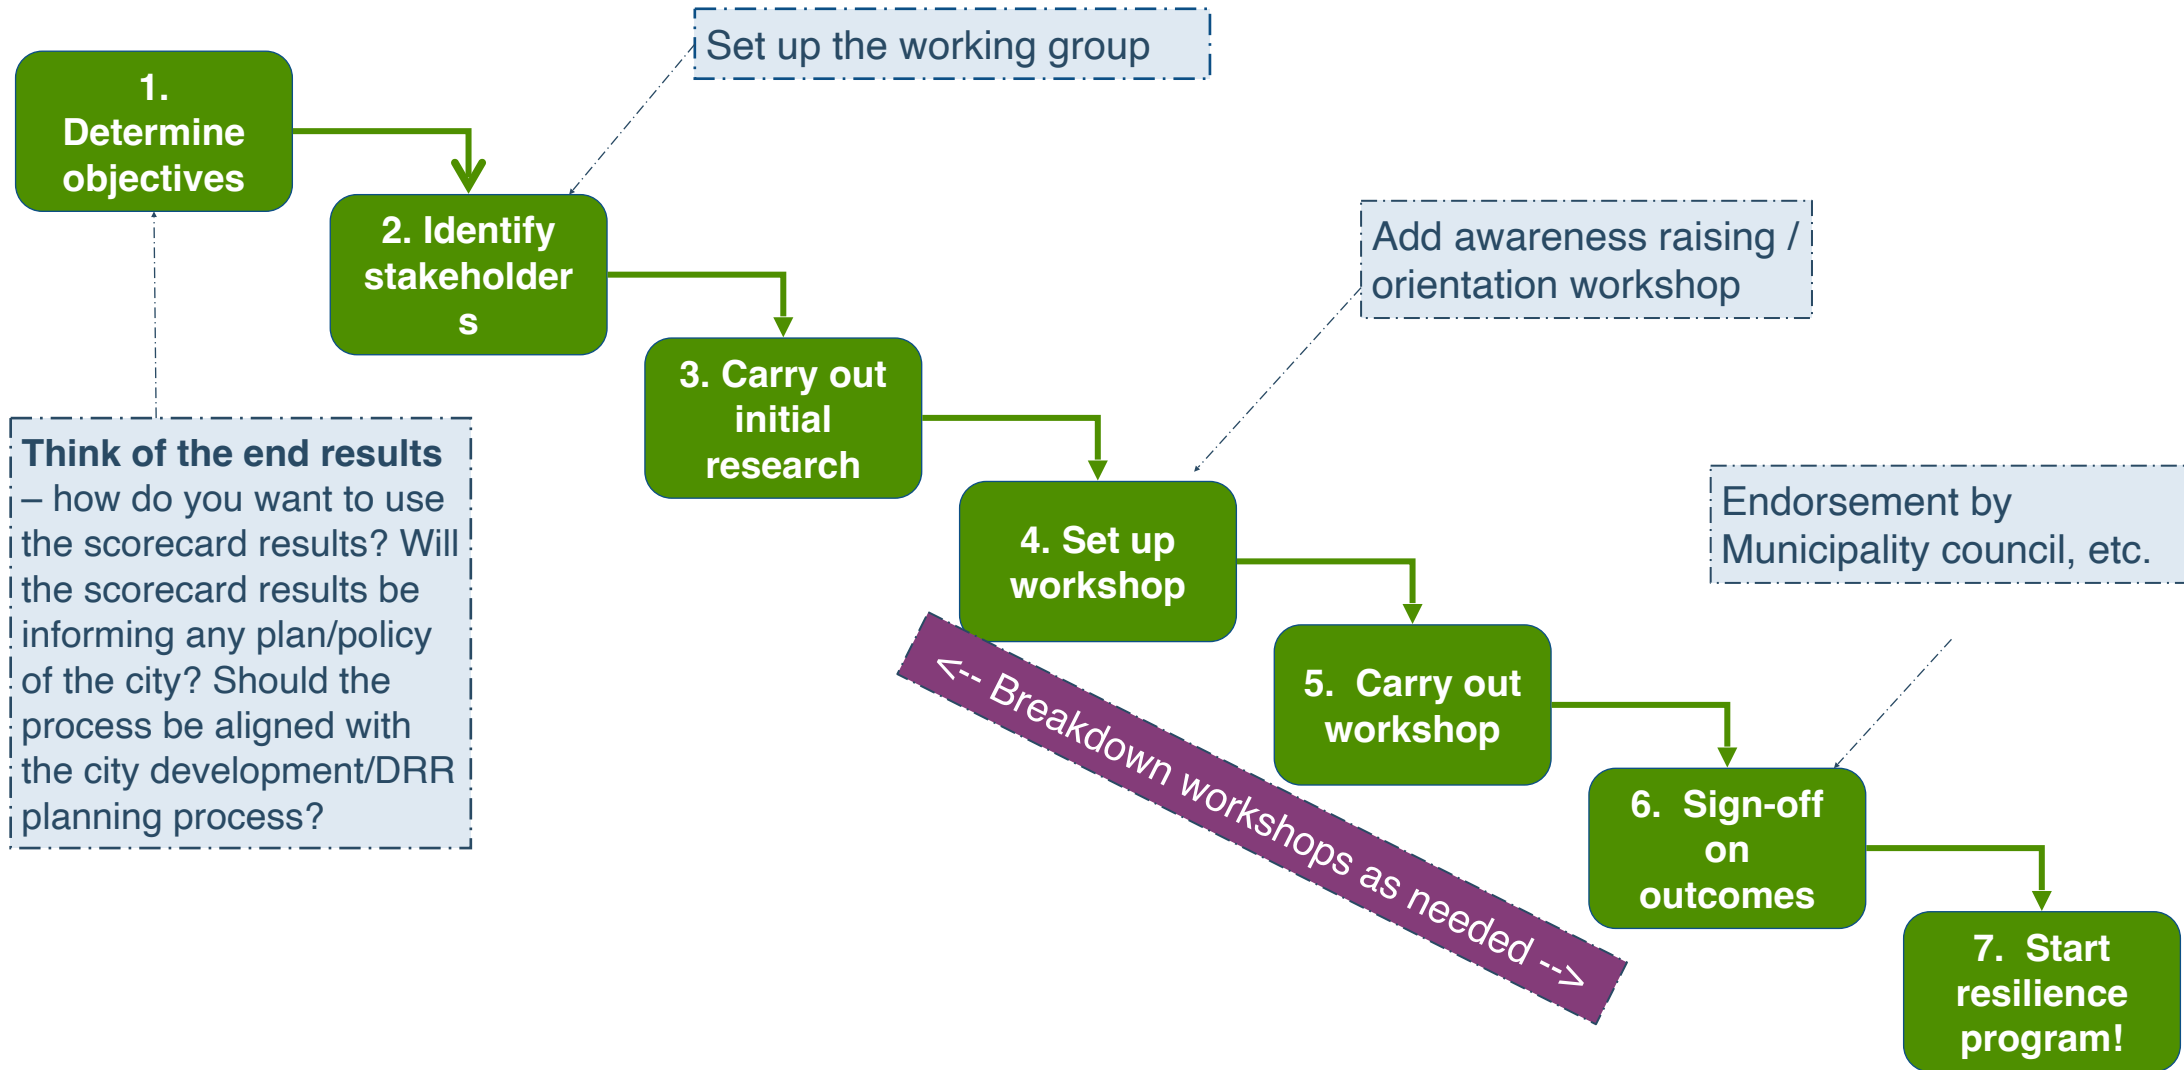 Set up the working group
1.
Determine
objectives
2. Identify
stakeholder
s
Add awareness raising /
orientation workshop
3. Carry out
initial
research
Think of the end results
– how do you want to use
the scorecard results? Will
the scorecard results be
informing any plan/policy
of the city? Should the
process be aligned with
the city development/DRR
planning process?
Endorsement by
Municipality council, etc.
4. Set up
workshop
<-- Breakdown workshops as needed -->
5.  Carry out
workshop
6.  Sign-off
on
outcomes
7.  Start
resilience
program!